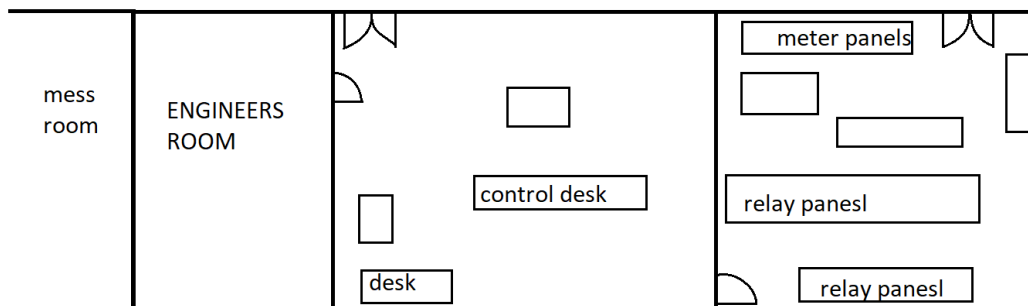 mess
room
ENGINEERS
ROOM
control desk
desk
meter panels
relay panesl
relay panesl